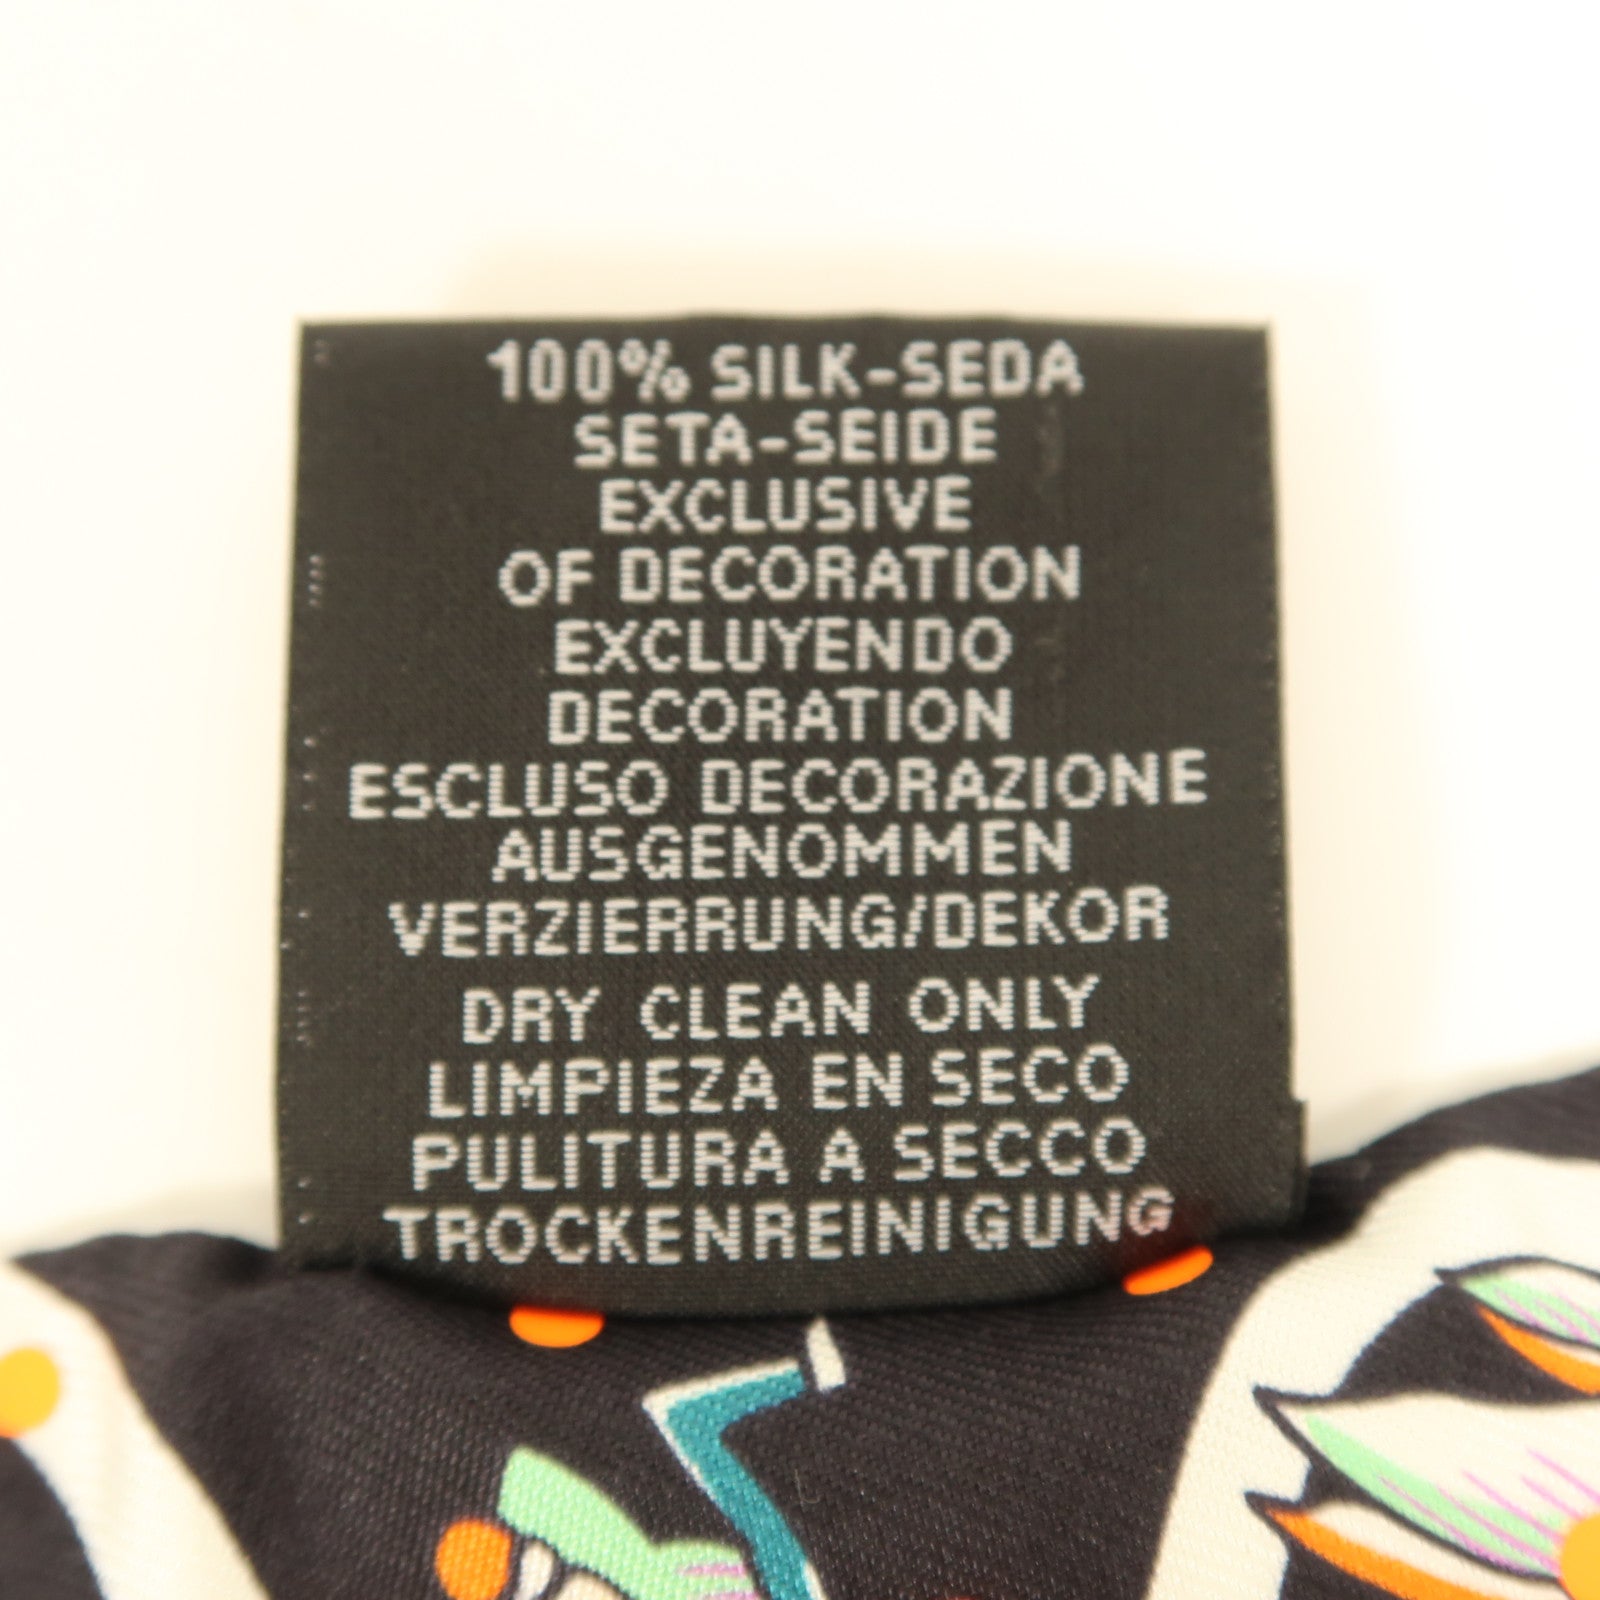 100% SILK-SEDA
SETA-SEIDE
EXCLUSIVE
OF DECORATION
EXCLUYENDO
DECORATION
ESCLUSO DECORAZIONE
AUSGENOMMEN
VERZIERRUNG/DEKOR
DRY CLEAN ONLY
LIMPIEZA EN SECO
PULITURA A SECCO
TROCKENREINIGUNG